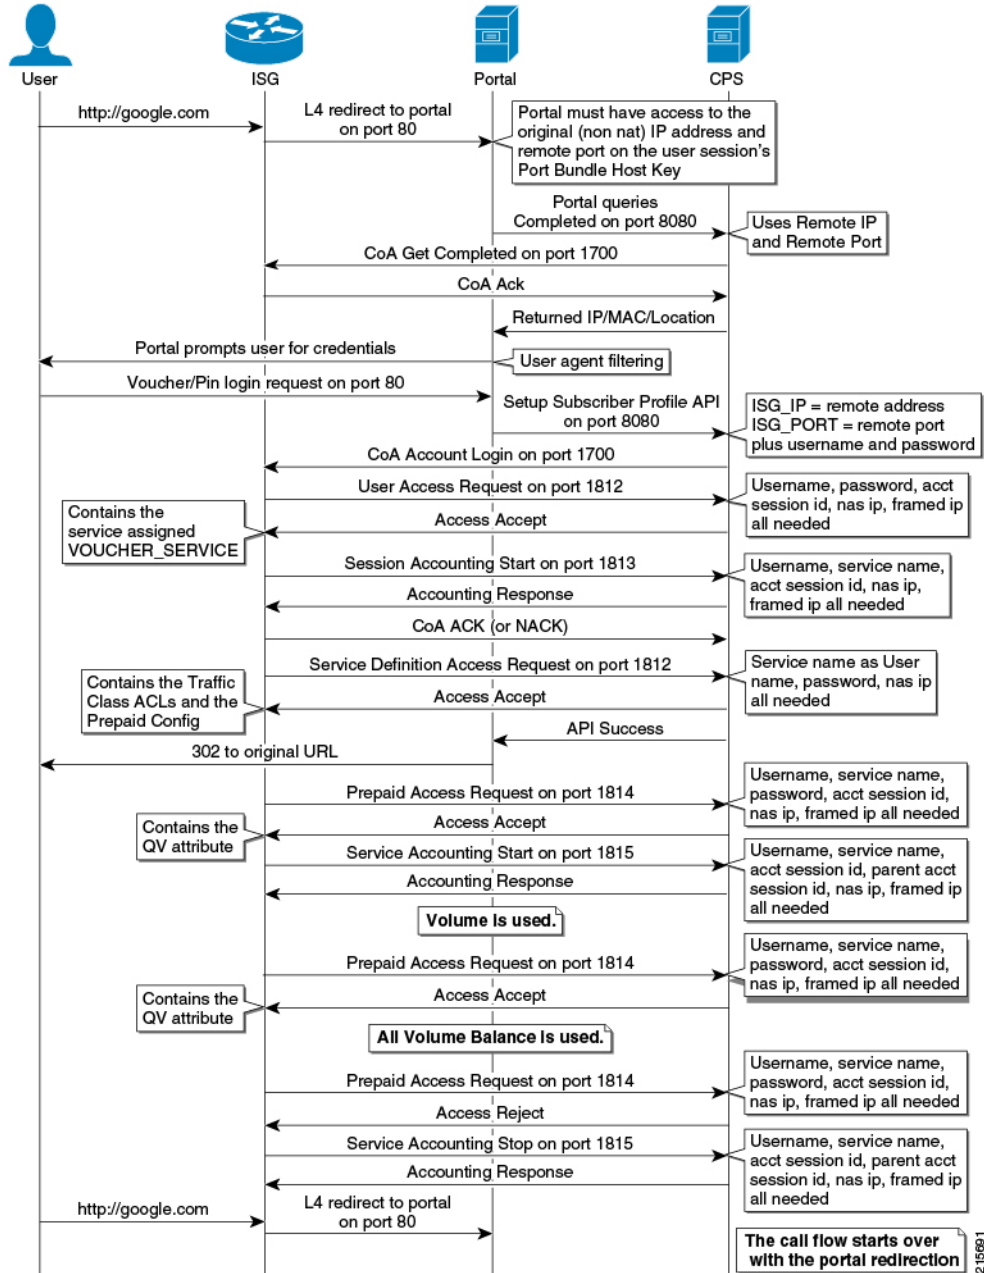 User
ISG
Portal
CPS
http://google.com
L4 redirect to portal
on port 80
Portal must have access to the
original (non nat) IP address and
remote port on the user session's
Port Bundle Host Key
Portal queries
Completed on port 8080
Uses Remote IP
and Remote Port
CoA Get Completed on port 1700
CoA Ack
Returned IP/MAC/Location
Portal prompts user for credentials
User agent filtering
Voucher/Pin login request on port 80
Setup Subscriber Profile API
on port 8080
ISG_IP = remote address
ISG_PORT = remote port
plus username and password
CoA Account Login on port 1700
User Access Request on port 1812
Username, password, acct
session id, nas ip, framed ip
all needed
Contains the
service assigned
VOUCHER_SERVICE
Access Accept
Session Accounting Start on port 1813
Username, service name,
acct session id, nas ip,
framed ip all needed
Accounting Response
CoA ACK (or NACK)
Service Definition Access Request on port 1812
Service name as User
name, password, nas ip
all needed
Contains the Traffic
Class ACLs and the
Prepaid Config
Access Accept
API Success
302 to original URL
Prepaid Access Request on port 1814
Username, service name,
password, acct session id,
nas ip, framed ip all needed
Contains the
QV attribute
Access Accept
Service Accounting Start on port 1815
Username, service name,
acct session id, parent acct
session id, nas ip, framed ip
all needed
Accounting Response
Volume is used.
Prepaid Access Request on port 1814
Username, service name,
password, acct session id,
nas ip, framed ip all needed
Contains the
QV attribute
Access Accept
All Volume Balance is used.
Prepaid Access Request on port 1814
Username, service name,
password, acct session id,
nas ip, framed ip all needed
Access Reject
Service Accounting Stop on port 1815
Username, service name,
acct session id, parent acct
session id, nas ip, framed ip
all needed
Accounting Response
http://google.com
L4 redirect to portal
on port 80
The call flow starts over
with the portal redirection
215691